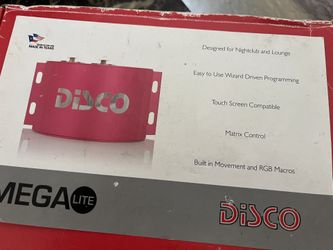 MADE IN TEXAS
DiSCO
Designed for Nightclub and Lounge
Easy to Use Wizard Driven Programming
Touch Screen Compatible
Matrix Control
Built in Movement and RGB Macros
MEGA LITE
DiSCO